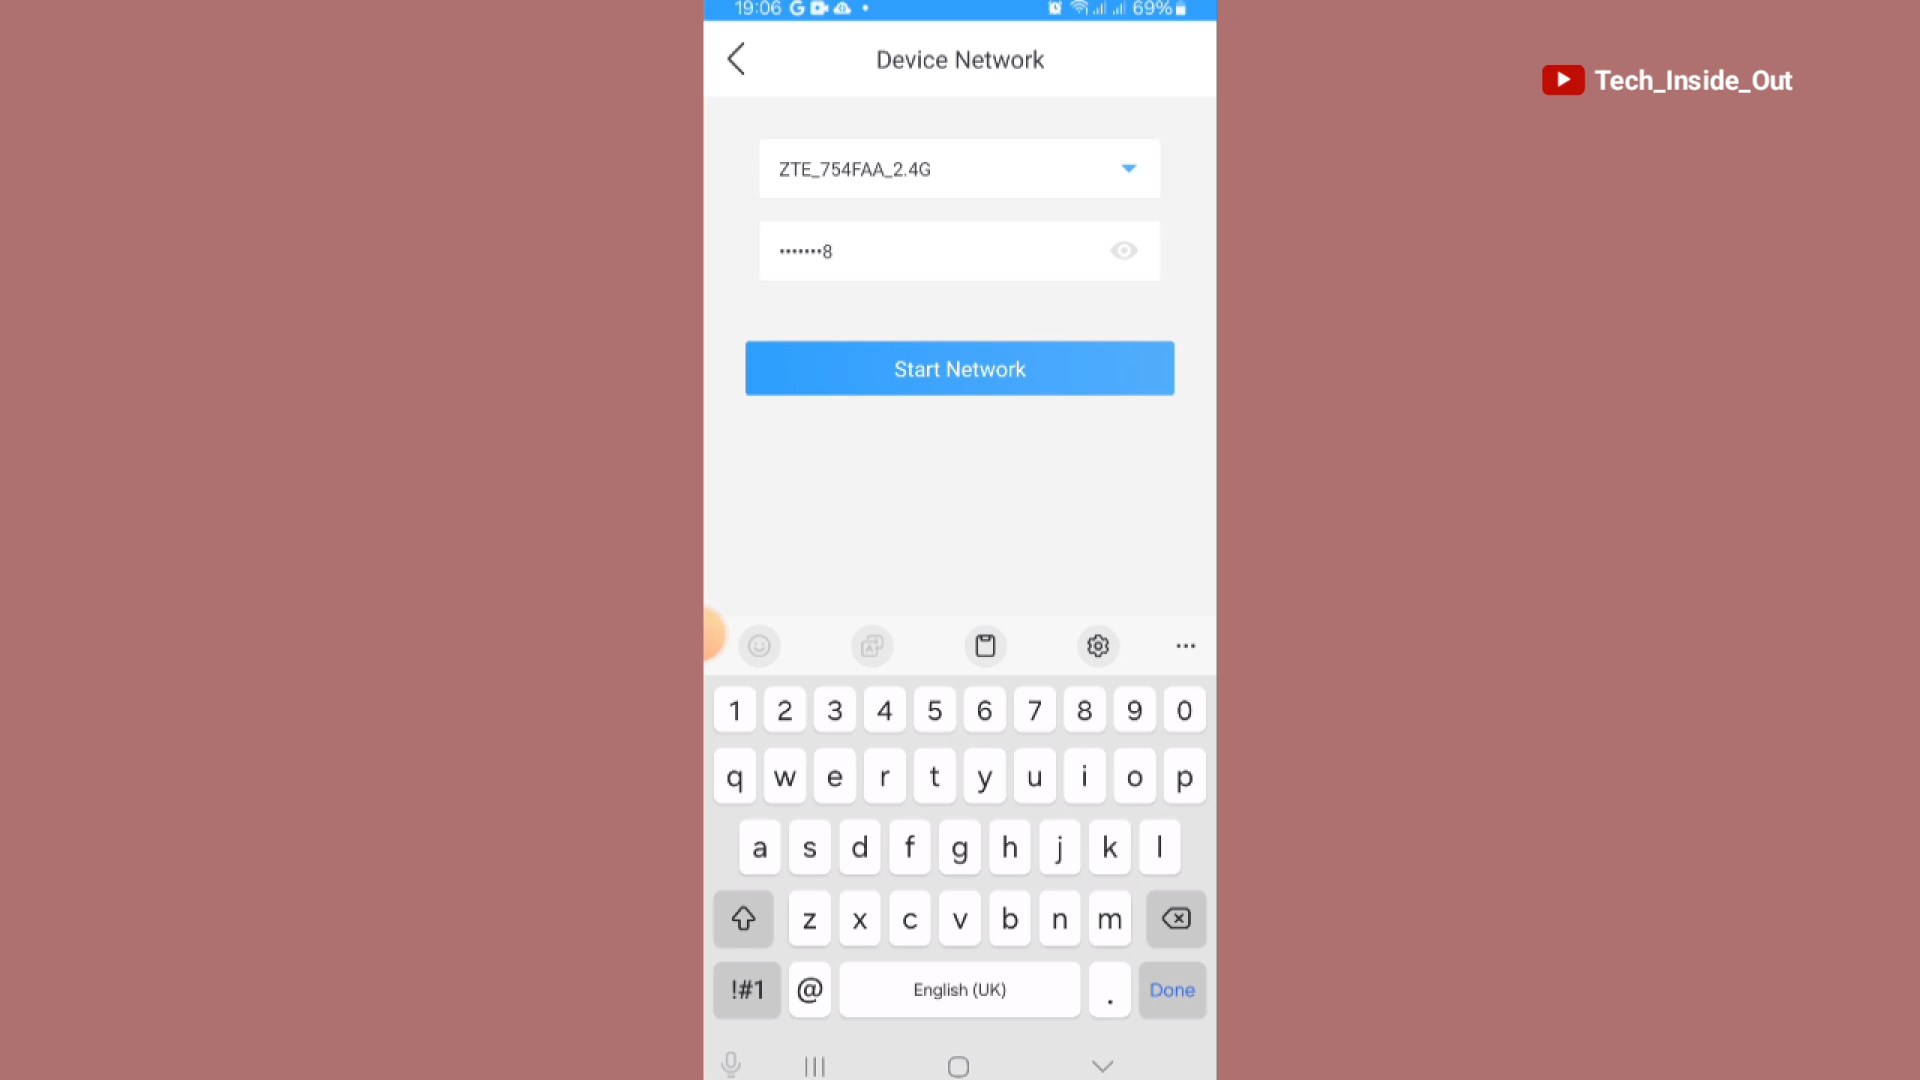 19:06 G 69%
Device Network
Tech_Inside_Out
ZTE_754FAA_2.4G
•••••••8
Start Network
1 2 3 4 5 6 7 8 9 0
q w e r t y u i o p
a s d f g h j k l
z x c v b n m
!#1 @ English (UK) . Done